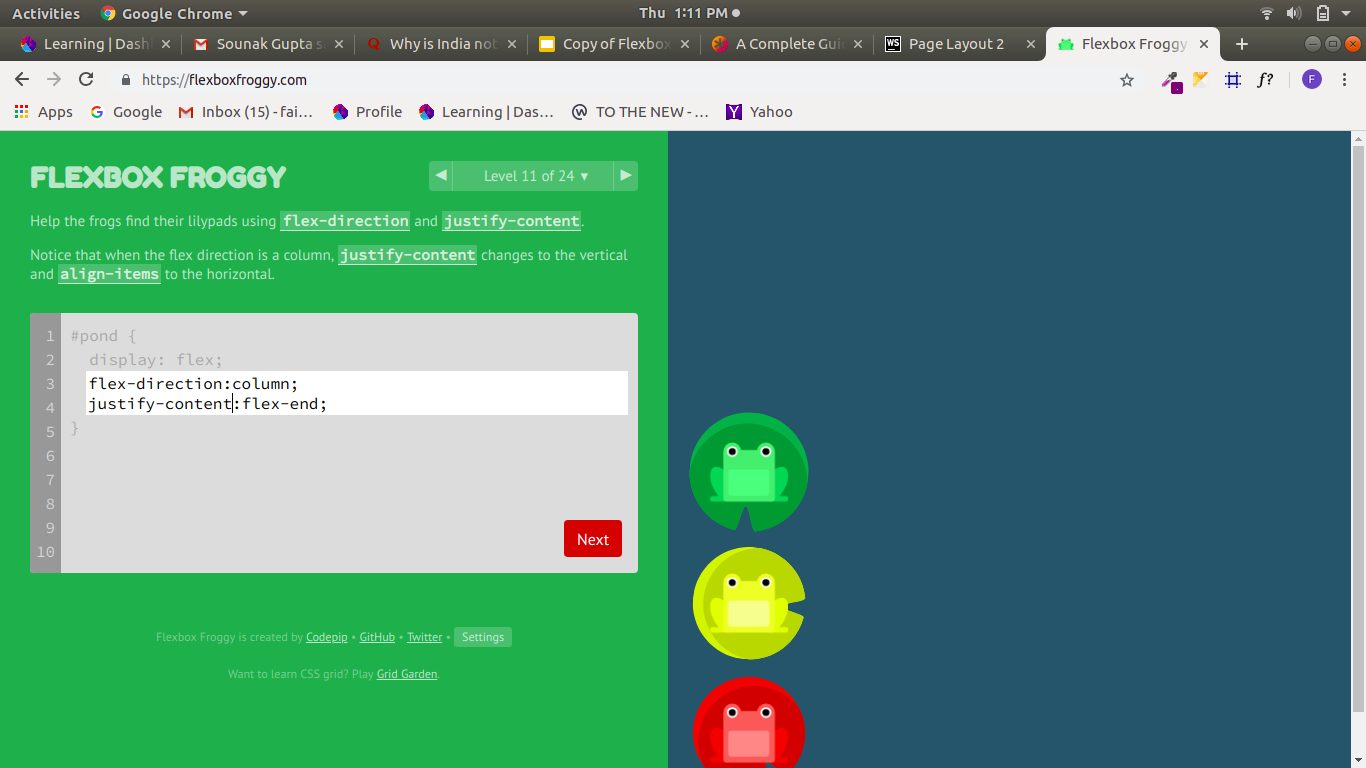 Activities Google Chrome ▾ Thu 1:11 PM ●
Learning | Dash × Sounak Gupta s × Why is India not × Copy of Flexbox × A Complete Gui × WS Page Layout 2 × Flexbox Froggy × +
https://flexboxfroggy.com f? F
Apps Google Inbox (15) - fai… Profile Learning | Das… TO THE NEW - … Yahoo
FLEXBOX FROGGY
◀ Level 11 of 24 ▾ ▶
Help the frogs find their lilypads using flex-direction and justify-content.
Notice that when the flex direction is a column, justify-content changes to the vertical
and align-items to the horizontal.
1 #pond {
2 display: flex;
3 flex-direction:column;
4 justify-content:flex-end;
5 }
6
7
8
9
10
Next
Flexbox Froggy is created by Codepip • GitHub • Twitter • Settings
Want to learn CSS grid? Play Grid Garden.